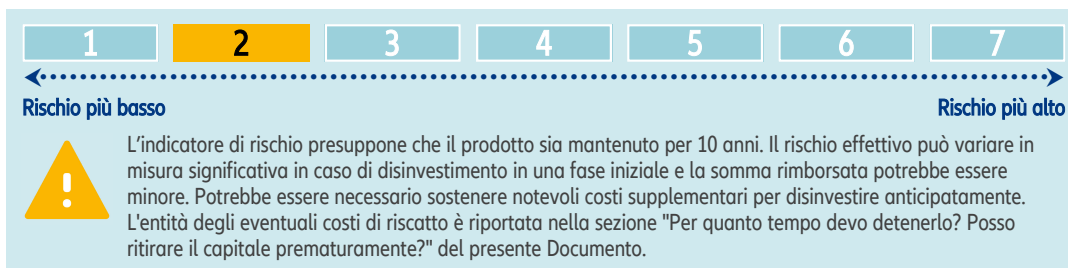 1 2 3 4 5 6 7
Rischio più basso Rischio più alto
L’indicatore di rischio presuppone che il prodotto sia mantenuto per 10 anni. Il rischio effettivo può variare in
misura significativa in caso di disinvestimento in una fase iniziale e la somma rimborsata potrebbe essere
minore. Potrebbe essere necessario sostenere notevoli costi supplementari per disinvestire anticipatamente.
L'entità degli eventuali costi di riscatto è riportata nella sezione "Per quanto tempo devo detenerlo? Posso
ritirare il capitale prematuramente?" del presente Documento.